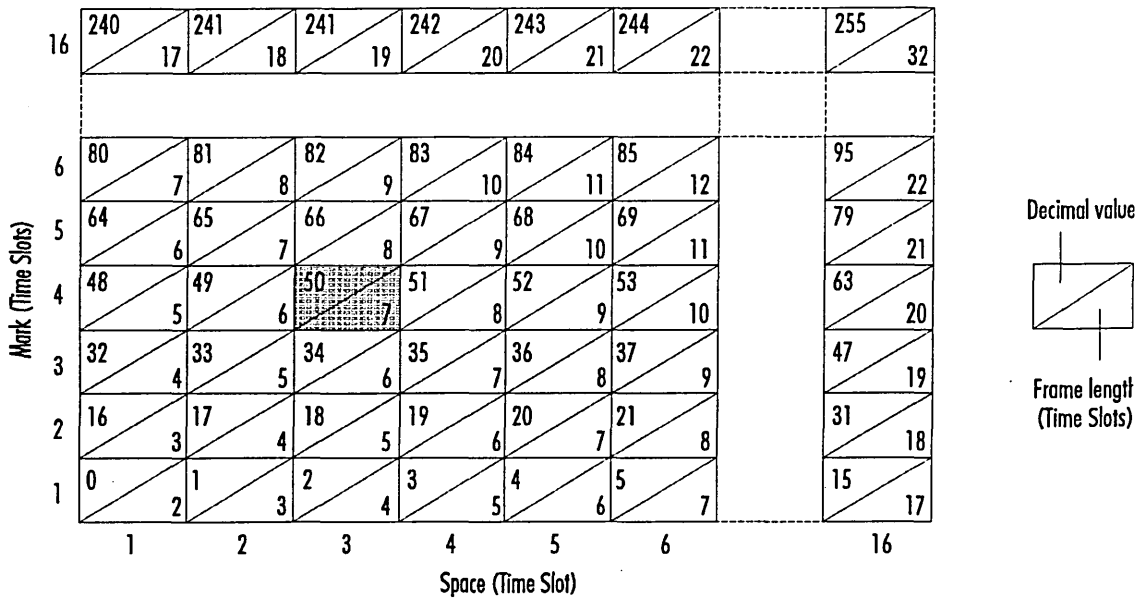 240 241 241 242 243 244 255
16 17 18 19 20 21 22 32
6 80 81 82 83 84 85 95
7 8 9 10 11 12 22
5 64 65 66 67 68 69 79
6 7 8 9 10 11 21
4 48 49 50 51 52 53 63
5 6 7 8 9 10 20
3 32 33 34 35 36 37 47
4 5 6 7 8 9 19
2 16 17 18 19 20 21 31
3 4 5 6 7 8 18
1 0 1 2 3 4 5 15
2 3 4 5 6 7 17
1 2 3 4 5 6 16
Mark (Time Slots)
Space (Time Slot)
Decimal value
Frame length
(Time Slots)